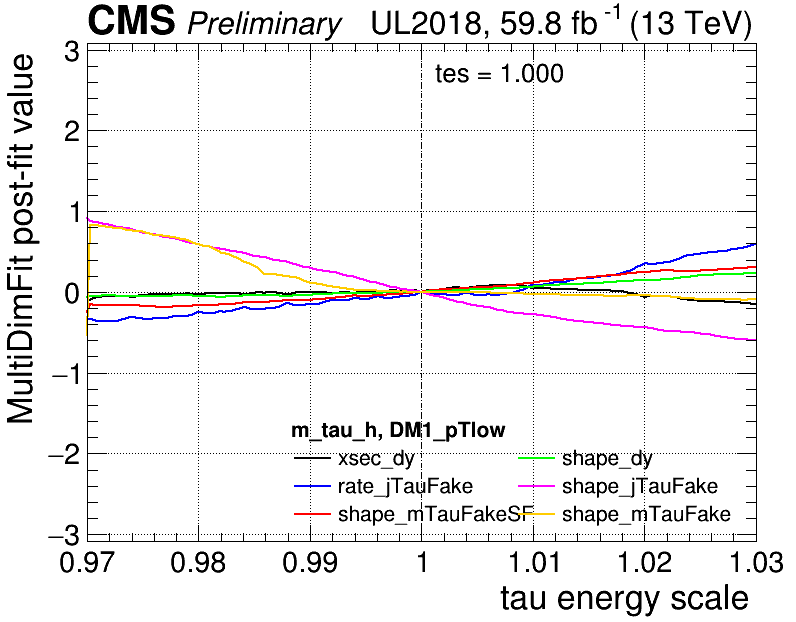 CMS Preliminary UL2018, 59.8 fb⁻¹ (13 TeV)
MultiDimFit post-fit value
3
2
1
0
−1
−2
−3
tes = 1.000
m_tau_h, DM1_pTlow
xsec_dy shape_dy
rate_jTauFake shape_jTauFake
shape_mTauFakeSF shape_mTauFake
0.97 0.98 0.99 1 1.01 1.02 1.03
tau energy scale